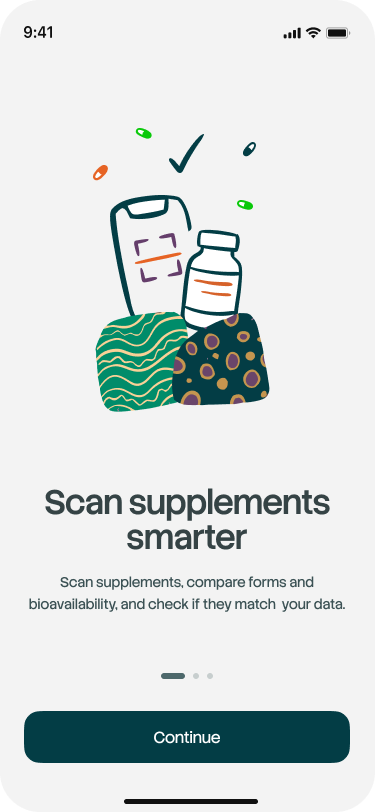 9:41
Scan supplements
smarter
Scan supplements, compare forms and
bioavailability, and check if they match  your data.
Continue